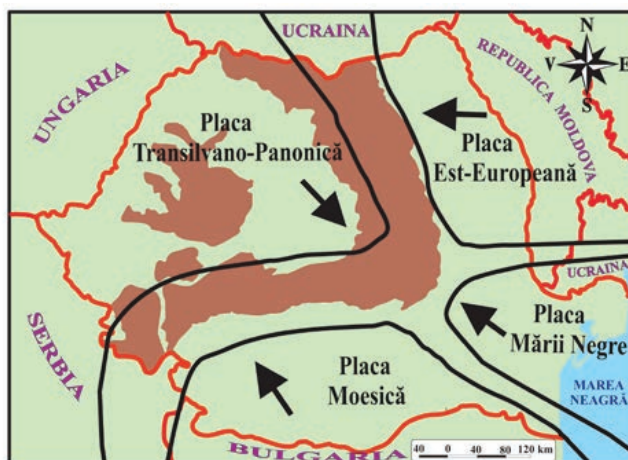 UCRAINA
N
V E
S
REPUBLICA MOLDOVA
UNGARIA
Placa
Transilvano-Panonică
Placa
Est-Europeană
UCRAINA
Placa
Mării Negre
SERBIA
Placa
Moesică
MAREA
NEAGRĂ
BULGARIA
40 0 40 80 120 km